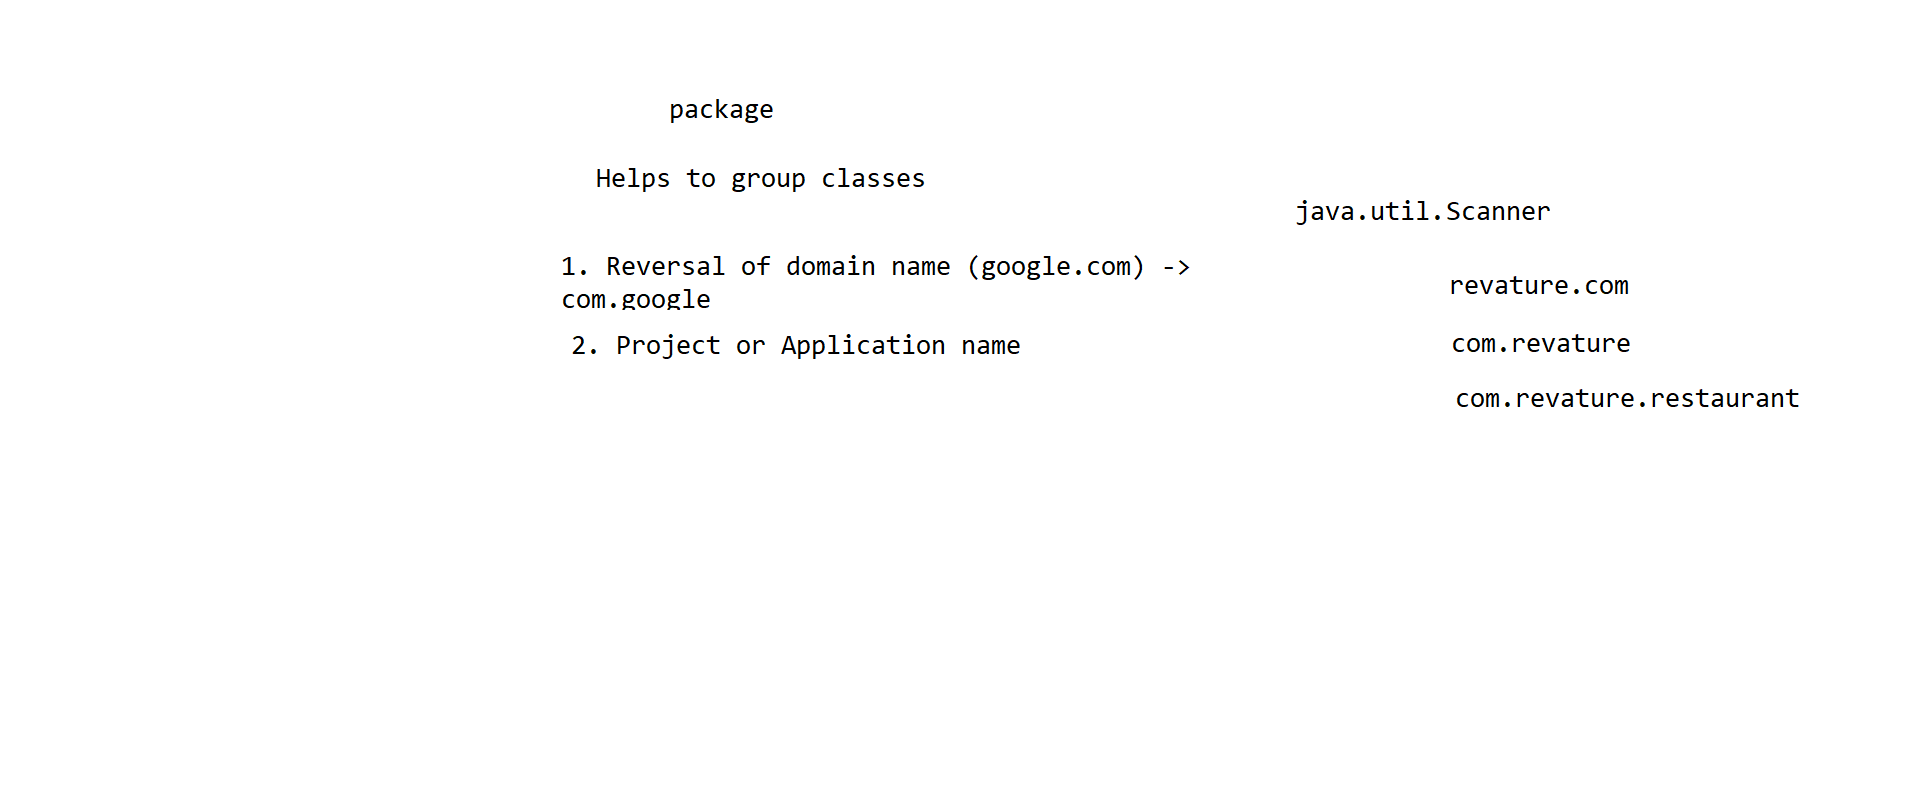 package
Helps to group classes
java.util.Scanner
1. Reversal of domain name (google.com) ->
com.google
revature.com
2. Project or Application name
com.revature
com.revature.restaurant